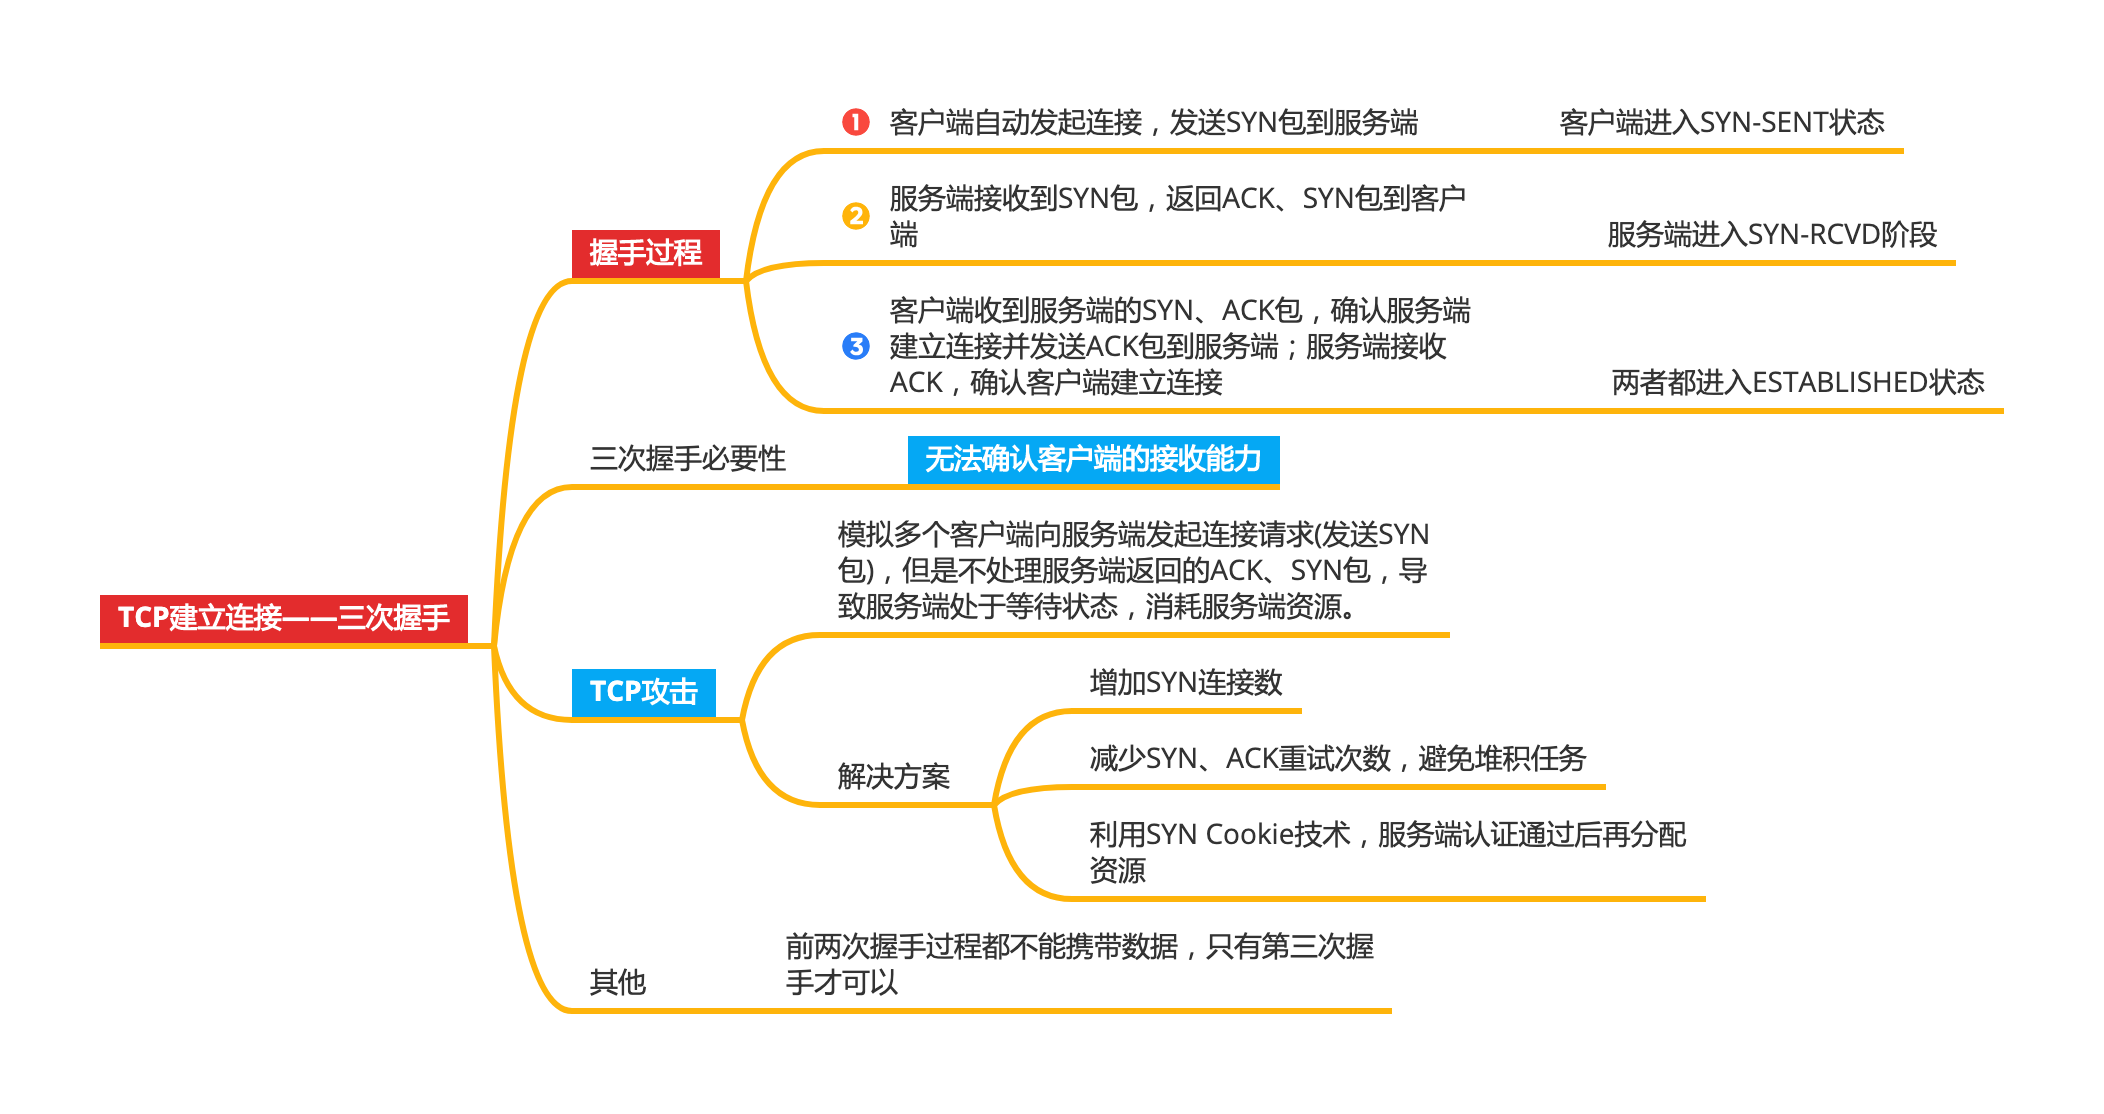 TCP建立连接——三次握手
握手过程
1 客户端自动发起连接，发送SYN包到服务端
客户端进入SYN-SENT状态
2 服务端接收到SYN包，返回ACK、SYN包到客户
端
服务端进入SYN-RCVD阶段
3 客户端收到服务端的SYN、ACK包，确认服务端
建立连接并发送ACK包到服务端；服务端接收
ACK，确认客户端建立连接
两者都进入ESTABLISHED状态
三次握手必要性
无法确认客户端的接收能力
TCP攻击
模拟多个客户端向服务端发起连接请求(发送SYN
包)，但是不处理服务端返回的ACK、SYN包，导
致服务端处于等待状态，消耗服务端资源。
解决方案
增加SYN连接数
减少SYN、ACK重试次数，避免堆积任务
利用SYN Cookie技术，服务端认证通过后再分配
资源
其他
前两次握手过程都不能携带数据，只有第三次握
手才可以